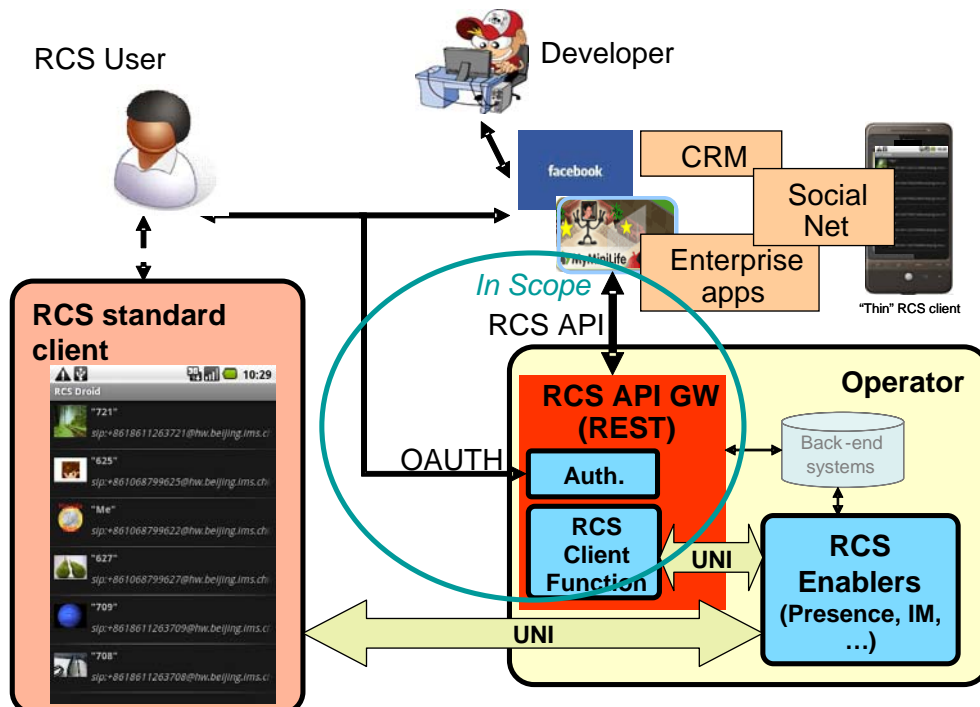 RCS User
Developer
facebook
CRM
Social
Net
MyMiniLife
Enterprise
apps
"Thin" RCS client
In Scope
RCS API
RCS standard
client
10:29
RCS Droid
"721"
sip:+8618611263721@hw.beijing.ims.c
"625"
sip:+861068799625@hw.beijing.ims.ch
"Me"
sip:+861068799622@hw.beijing.ims.ch
"627"
sip:+861068799627@hw.beijing.ims.ch
"709"
sip:+8618611263709@hw.beijing.ims.c
"708"
sip:+8618611263708@hw.beijing.ims.c
Operator
RCS API GW
(REST)
Back-end
systems
OAUTH
Auth.
RCS
Client
Function
UNI
RCS
Enablers
(Presence, IM,
…)
UNI